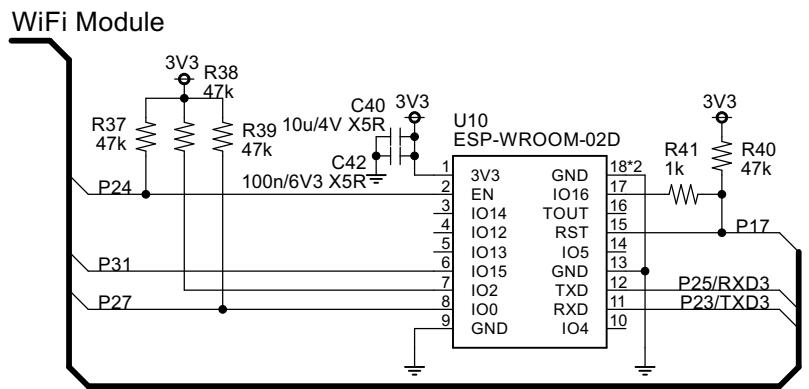 WiFi Module
3V3
R38
47k
R37
47k
R39
47k
C40
10u/4V X5R
3V3
C42
100n/6V3 X5R
U10
ESP-WROOM-02D
3V3
R41
1k
R40
47k
1 3V3 GND 18*2
P24 2 EN IO16 17
3 IO14 TOUT 16
4 IO12 RST 15 P17
5 IO13 IO5 14
P31 6 IO15 GND 13
7 IO2 TXD 12 P25/RXD3
P27 8 IO0 RXD 11 P23/TXD3
9 GND IO4 10